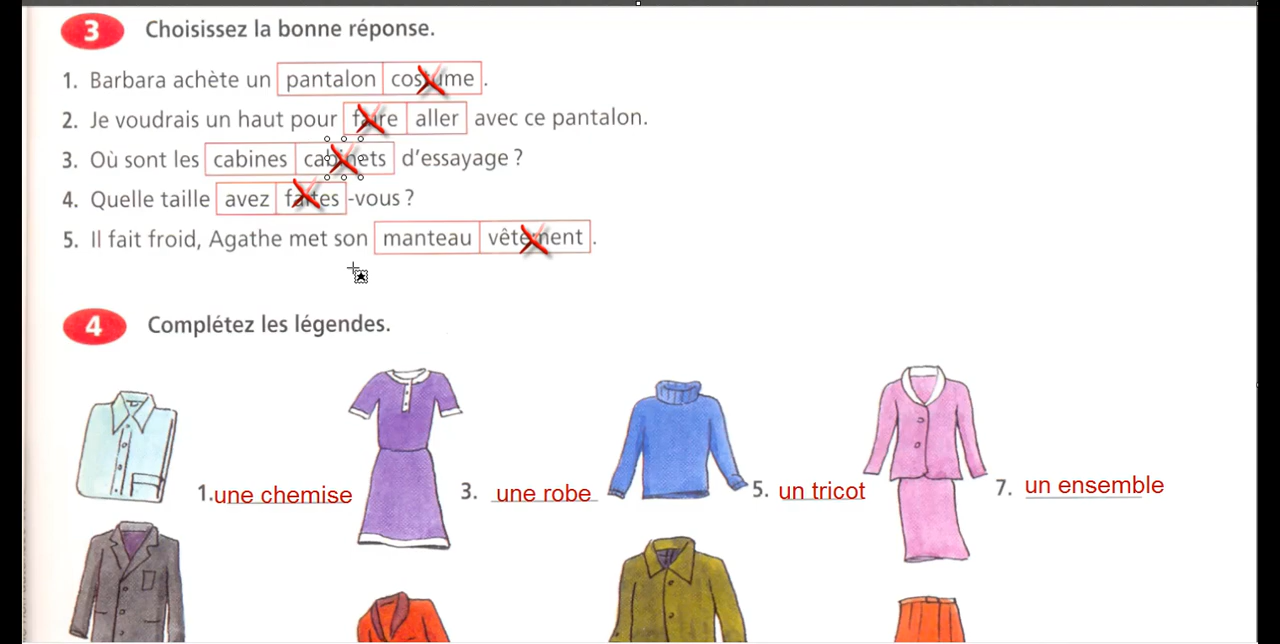 3 Choisissez la bonne réponse.
1. Barbara achète un pantalon costume .
2. Je voudrais un haut pour faire aller avec ce pantalon.
3. Où sont les cabines cabinets d'essayage ?
4. Quelle taille avez faites -vous ?
5. Il fait froid, Agathe met son manteau vêtement .
4 Complétez les légendes.
1. une chemise 3. une robe 5. un tricot 7. un ensemble